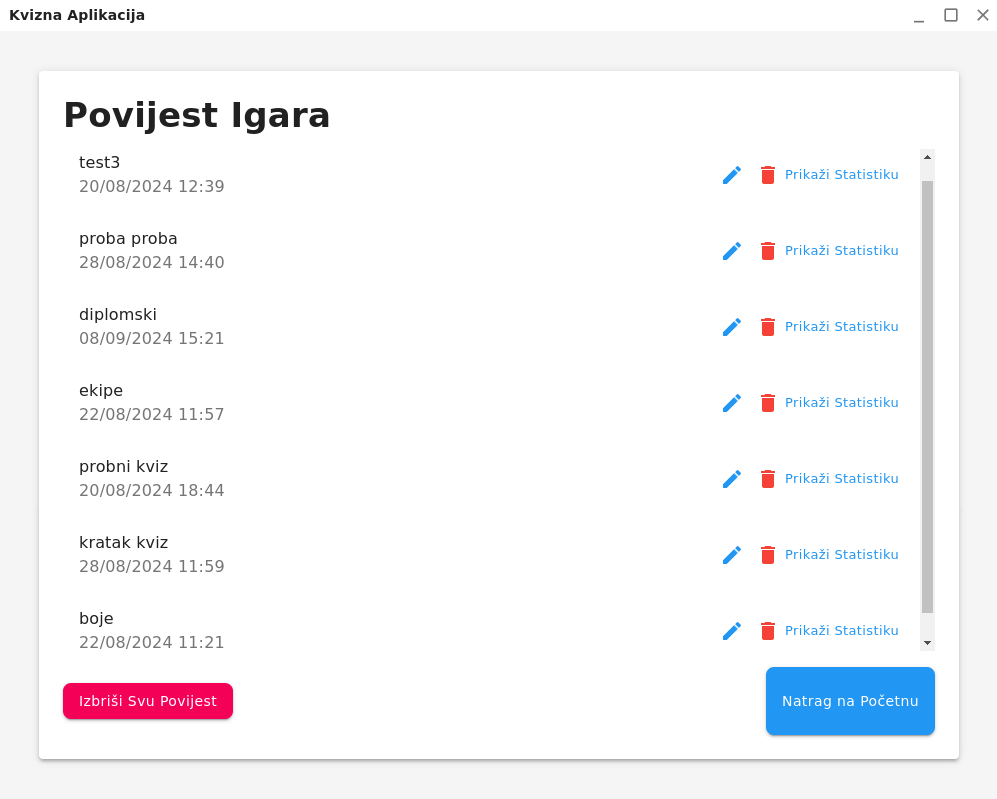 Kvizna Aplikacija
Povijest Igara
test3
20/08/2024 12:39
Prikaži Statistiku
proba proba
28/08/2024 14:40
Prikaži Statistiku
diplomski
08/09/2024 15:21
Prikaži Statistiku
ekipe
22/08/2024 11:57
Prikaži Statistiku
probni kviz
20/08/2024 18:44
Prikaži Statistiku
kratak kviz
28/08/2024 11:59
Prikaži Statistiku
boje
22/08/2024 11:21
Prikaži Statistiku
Izbriši Svu Povijest
Natrag na Početnu